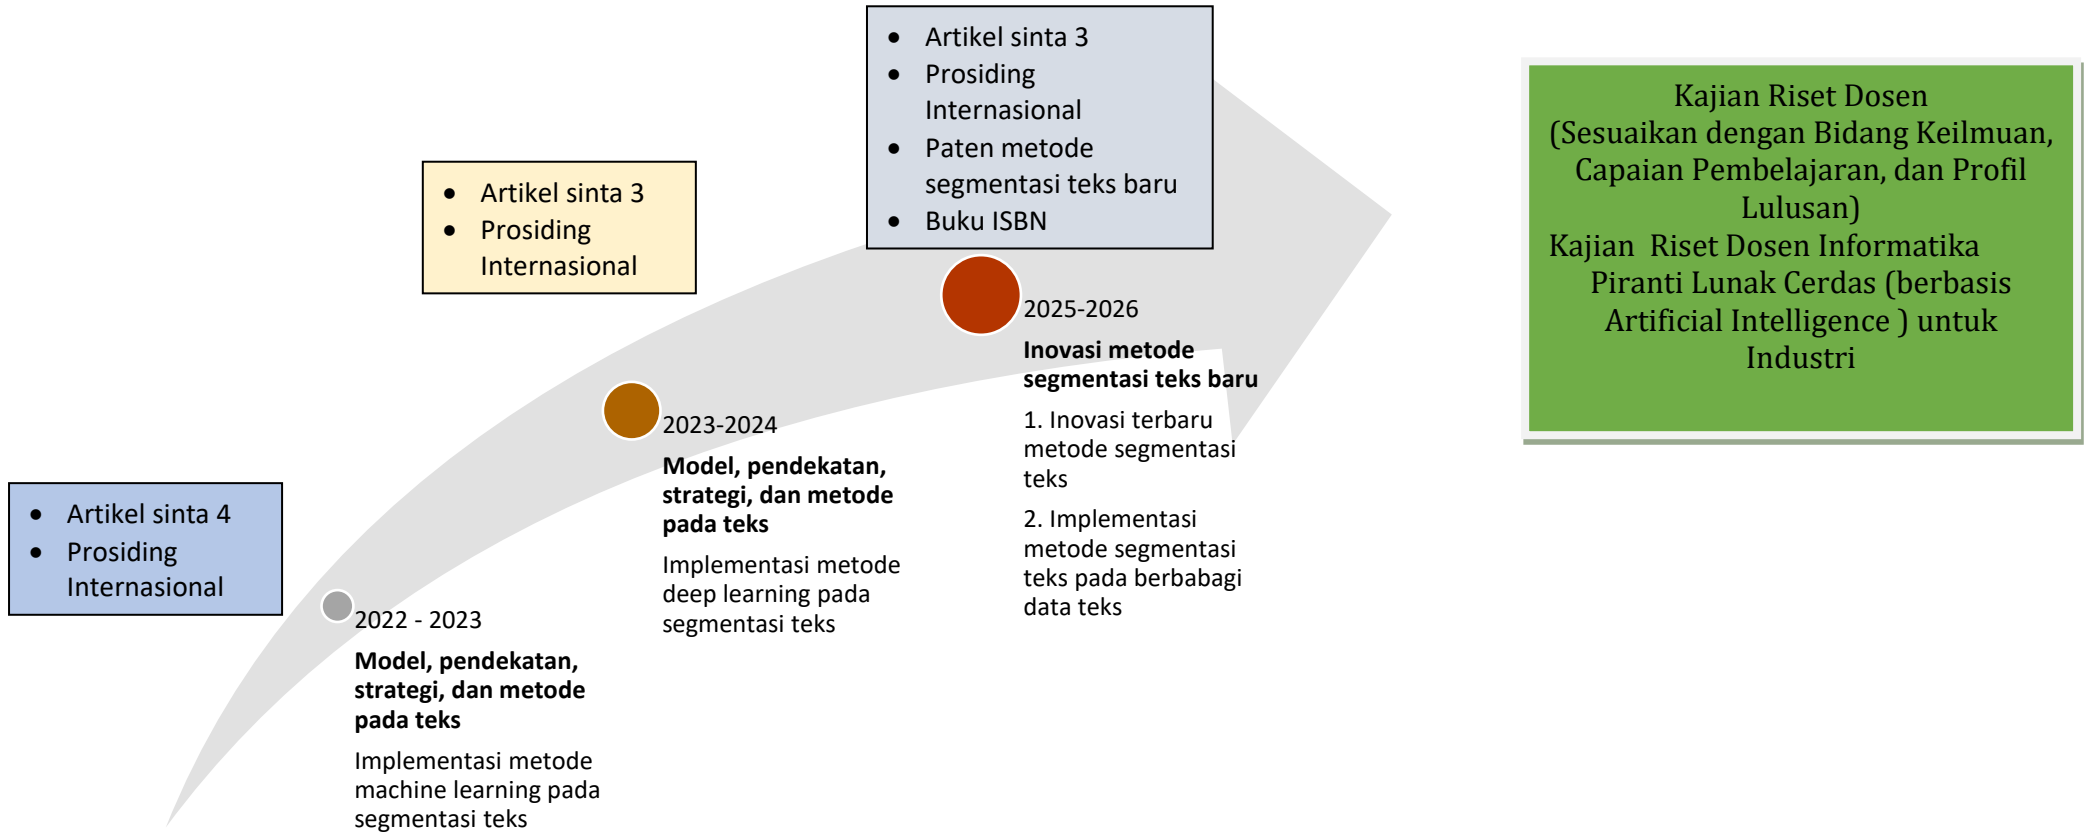 • Artikel sinta 4
• Prosiding
Internasional
2022 - 2023
Model, pendekatan,
strategi, dan metode
pada teks
Implementasi metode
machine learning pada
segmentasi teks
• Artikel sinta 3
• Prosiding
Internasional
2023-2024
Model, pendekatan,
strategi, dan metode
pada teks
Implementasi metode
deep learning pada
segmentasi teks
• Artikel sinta 3
• Prosiding
Internasional
• Paten metode
segmentasi teks baru
• Buku ISBN
2025-2026
Inovasi metode
segmentasi teks baru
1. Inovasi terbaru
metode segmentasi
teks
2. Implementasi
metode segmentasi
teks pada berbabagi
data teks
Kajian Riset Dosen
(Sesuaikan dengan Bidang Keilmuan,
Capaian Pembelajaran, dan Profil
Lulusan)
Kajian Riset Dosen Informatika
Piranti Lunak Cerdas (berbasis
Artificial Intelligence ) untuk
Industri